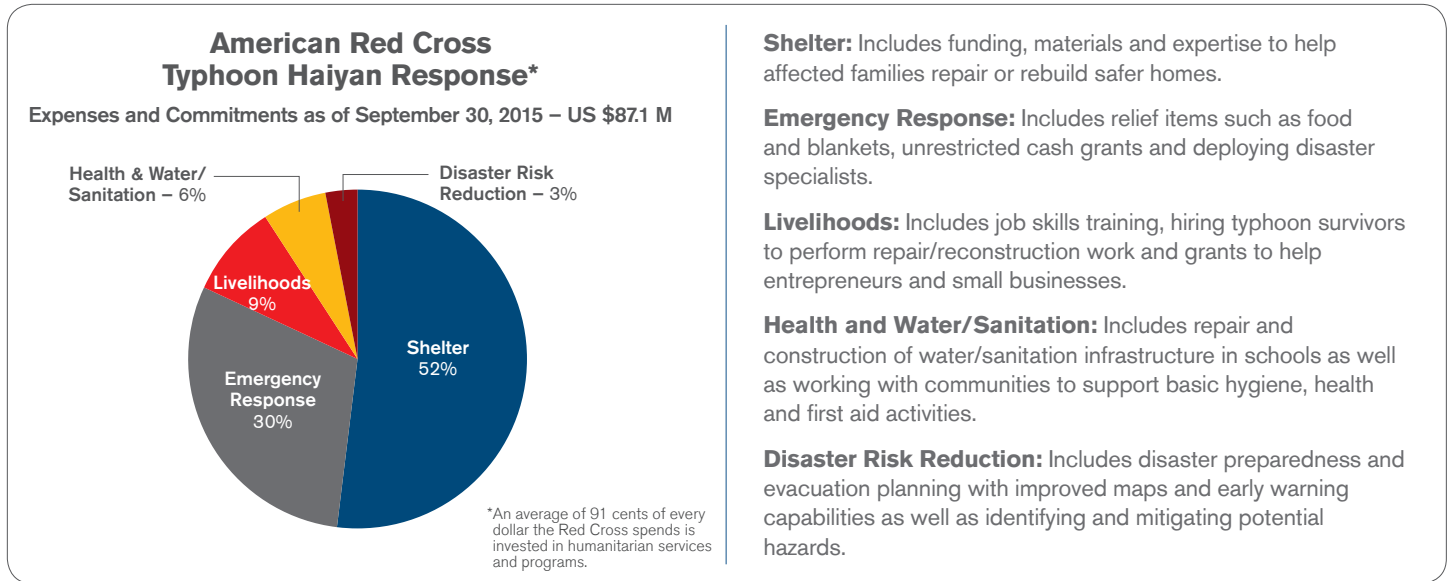 American Red Cross
Typhoon Haiyan Response*
Expenses and Commitments as of September 30, 2015 – US $87.1 M
Health & Water/
Sanitation – 6%
Disaster Risk
Reduction – 3%
Livelihoods
9%
Shelter
52%
Emergency
Response
30%
*An average of 91 cents of every
dollar the Red Cross spends is
invested in humanitarian services
and programs.
Shelter: Includes funding, materials and expertise to help
affected families repair or rebuild safer homes.
Emergency Response: Includes relief items such as food
and blankets, unrestricted cash grants and deploying disaster
specialists.
Livelihoods: Includes job skills training, hiring typhoon survivors
to perform repair/reconstruction work and grants to help
entrepreneurs and small businesses.
Health and Water/Sanitation: Includes repair and
construction of water/sanitation infrastructure in schools as well
as working with communities to support basic hygiene, health
and first aid activities.
Disaster Risk Reduction: Includes disaster preparedness and
evacuation planning with improved maps and early warning
capabilities as well as identifying and mitigating potential
hazards.